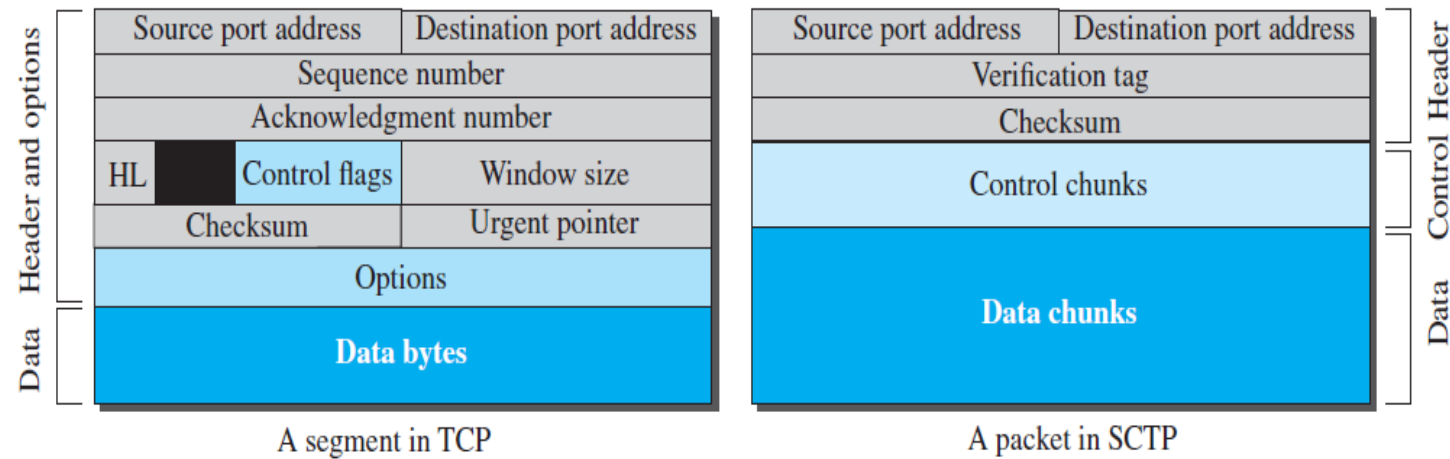 Header and options
Data
Source port address Destination port address
Sequence number
Acknowledgment number
HL Control flags Window size
Checksum Urgent pointer
Options
Data bytes
A segment in TCP
Source port address Destination port address
Verification tag
Checksum
Control chunks
Data chunks
A packet in SCTP
Header
Control
Data